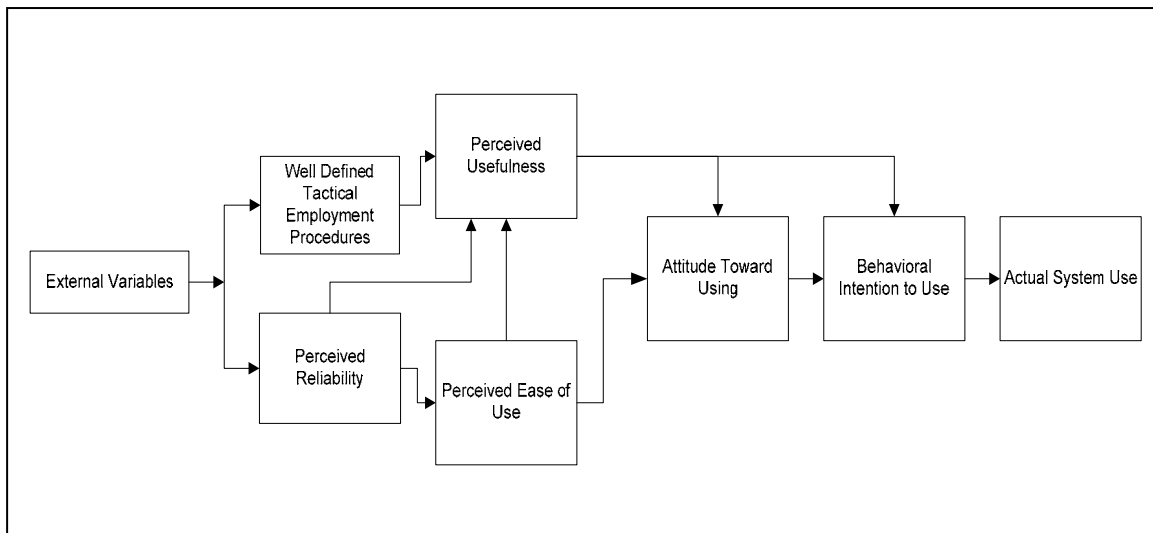 External Variables
Well Defined
Tactical
Employment
Procedures
Perceived
Reliability
Perceived
Usefulness
Perceived Ease of
Use
Attitude Toward
Using
Behavioral
Intention to Use
Actual System Use